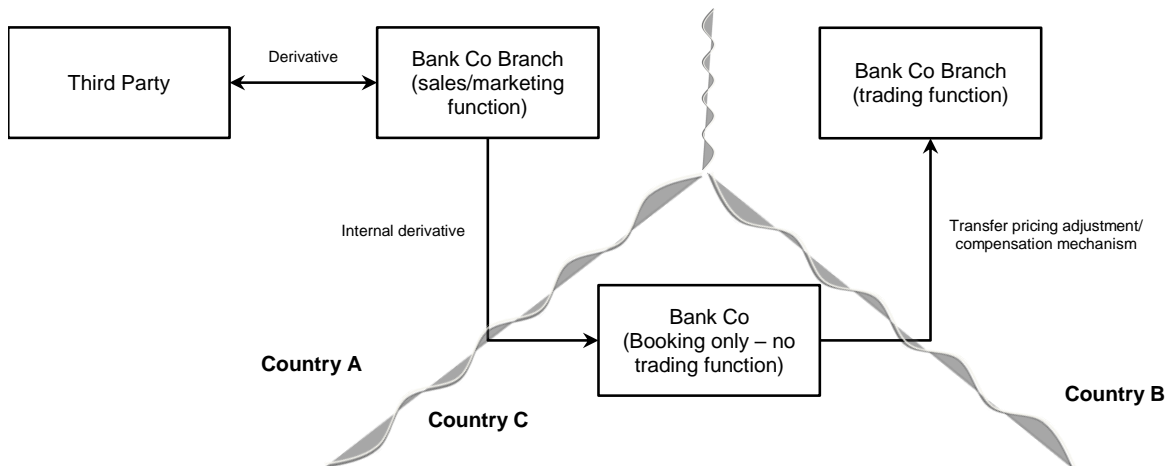 Third Party
Derivative
Bank Co Branch
(sales/marketing
function)
Bank Co Branch
(trading function)
Internal derivative
Transfer pricing adjustment/
compensation mechanism
Bank Co
(Booking only – no
trading function)
Country A
Country C
Country B